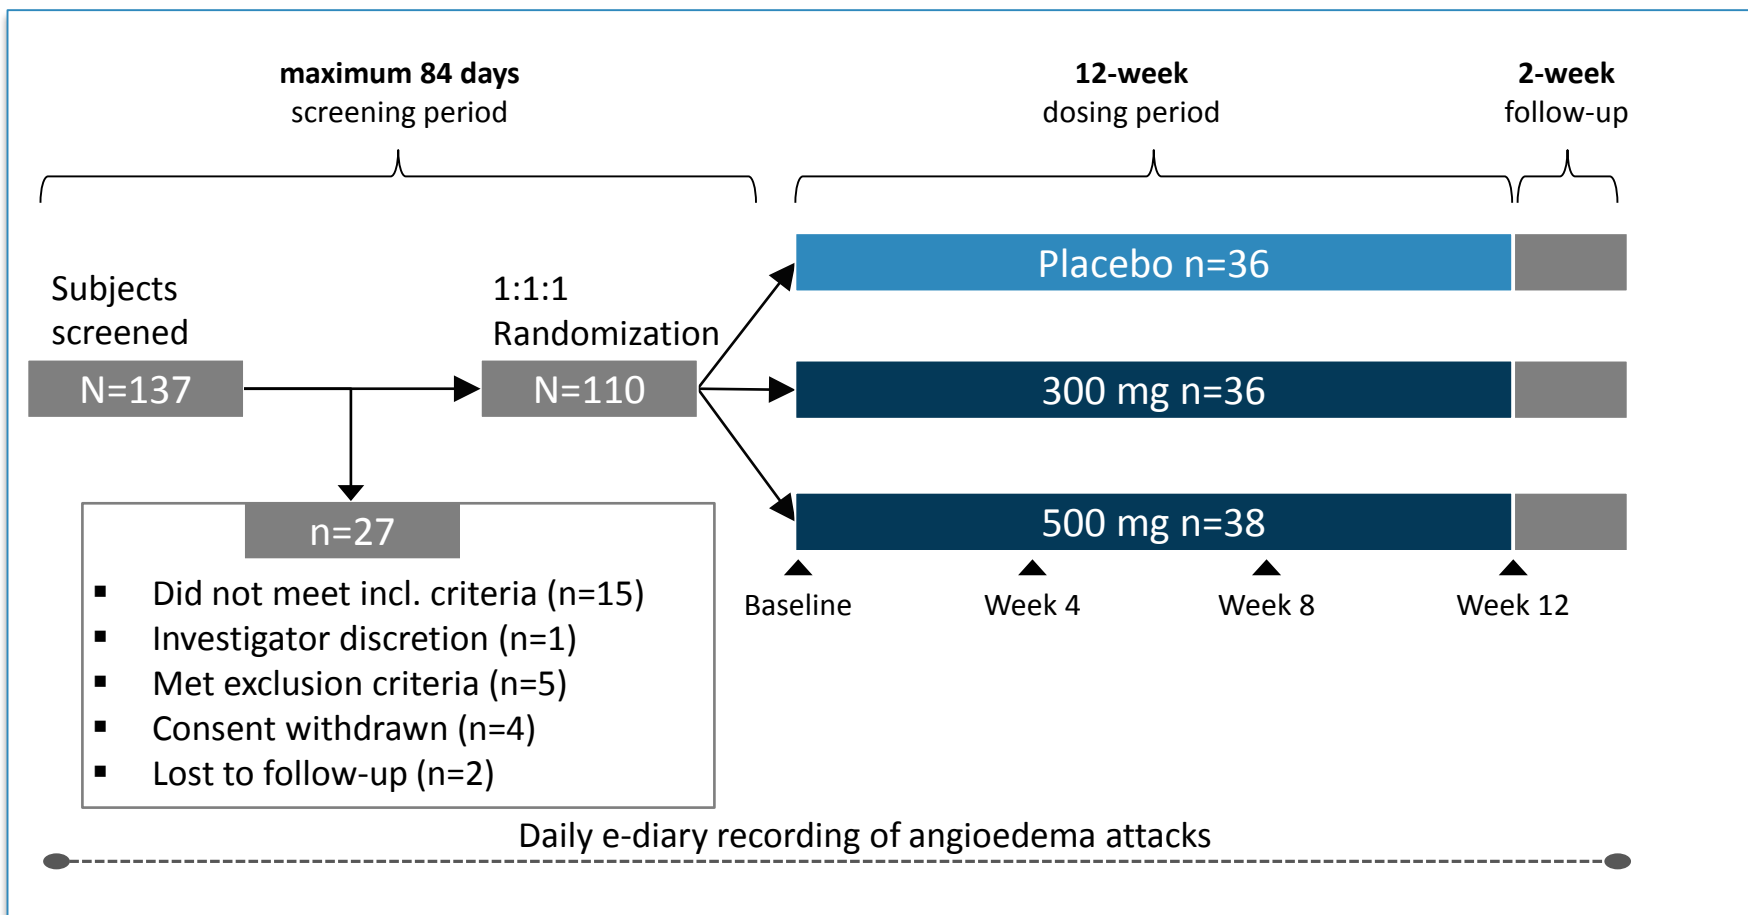 maximum 84 days
screening period
12-week
dosing period
2-week
follow-up
Subjects
screened
N=137
1:1:1
Randomization
N=110
Placebo n=36
300 mg n=36
500 mg n=38
Baseline
Week 4
Week 8
Week 12
n=27
▪ Did not meet incl. criteria (n=15)
▪ Investigator discretion (n=1)
▪ Met exclusion criteria (n=5)
▪ Consent withdrawn (n=4)
▪ Lost to follow-up (n=2)
Daily e-diary recording of angioedema attacks